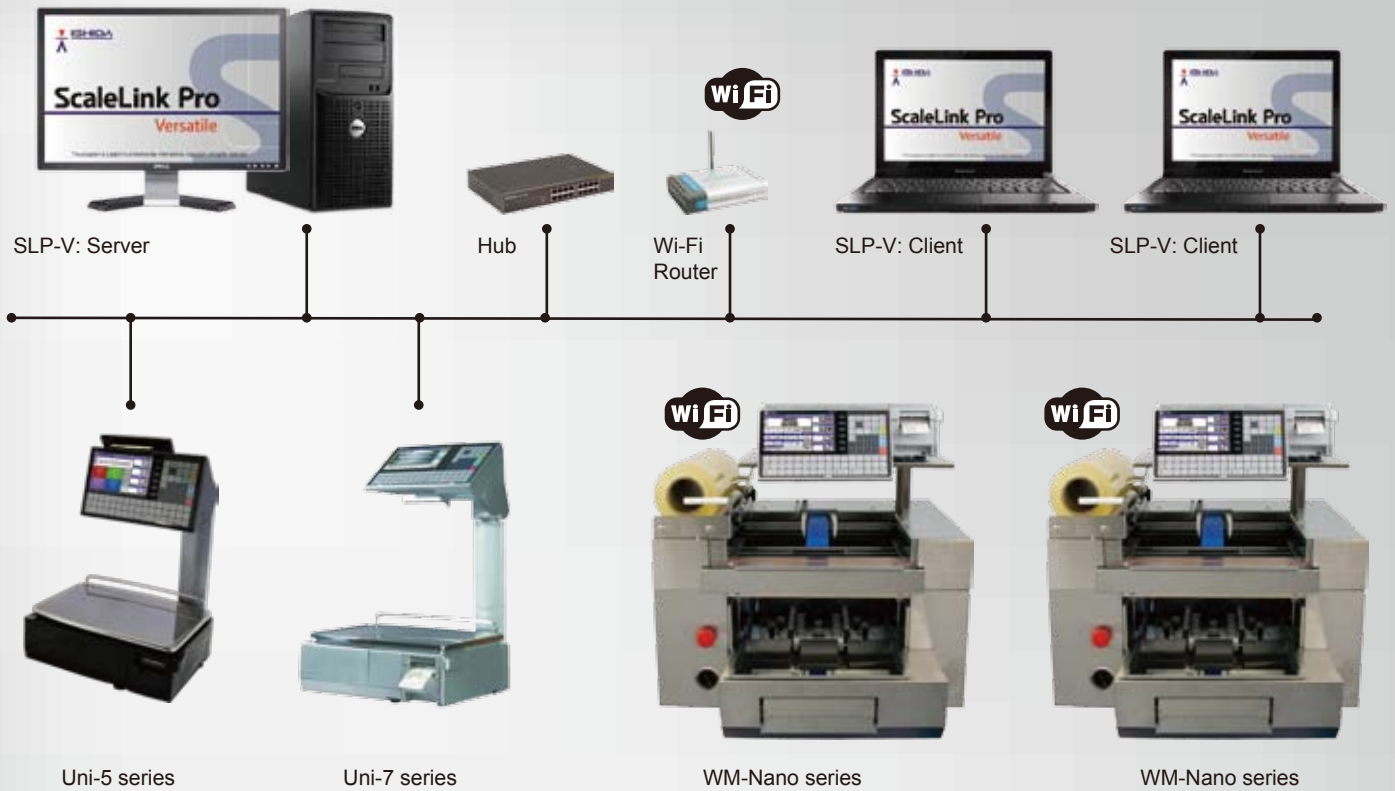 ISHIDA
ScaleLink Pro
Versatile
DELL
Wi Fi
ISHIDA
ScaleLink Pro
Versatile
ISHIDA
ScaleLink Pro
Versatile
SLP-V: Server
Hub
Wi-Fi
Router
SLP-V: Client
SLP-V: Client
Wi Fi
Wi Fi
Uni-5 series
Uni-7 series
WM-Nano series
WM-Nano series